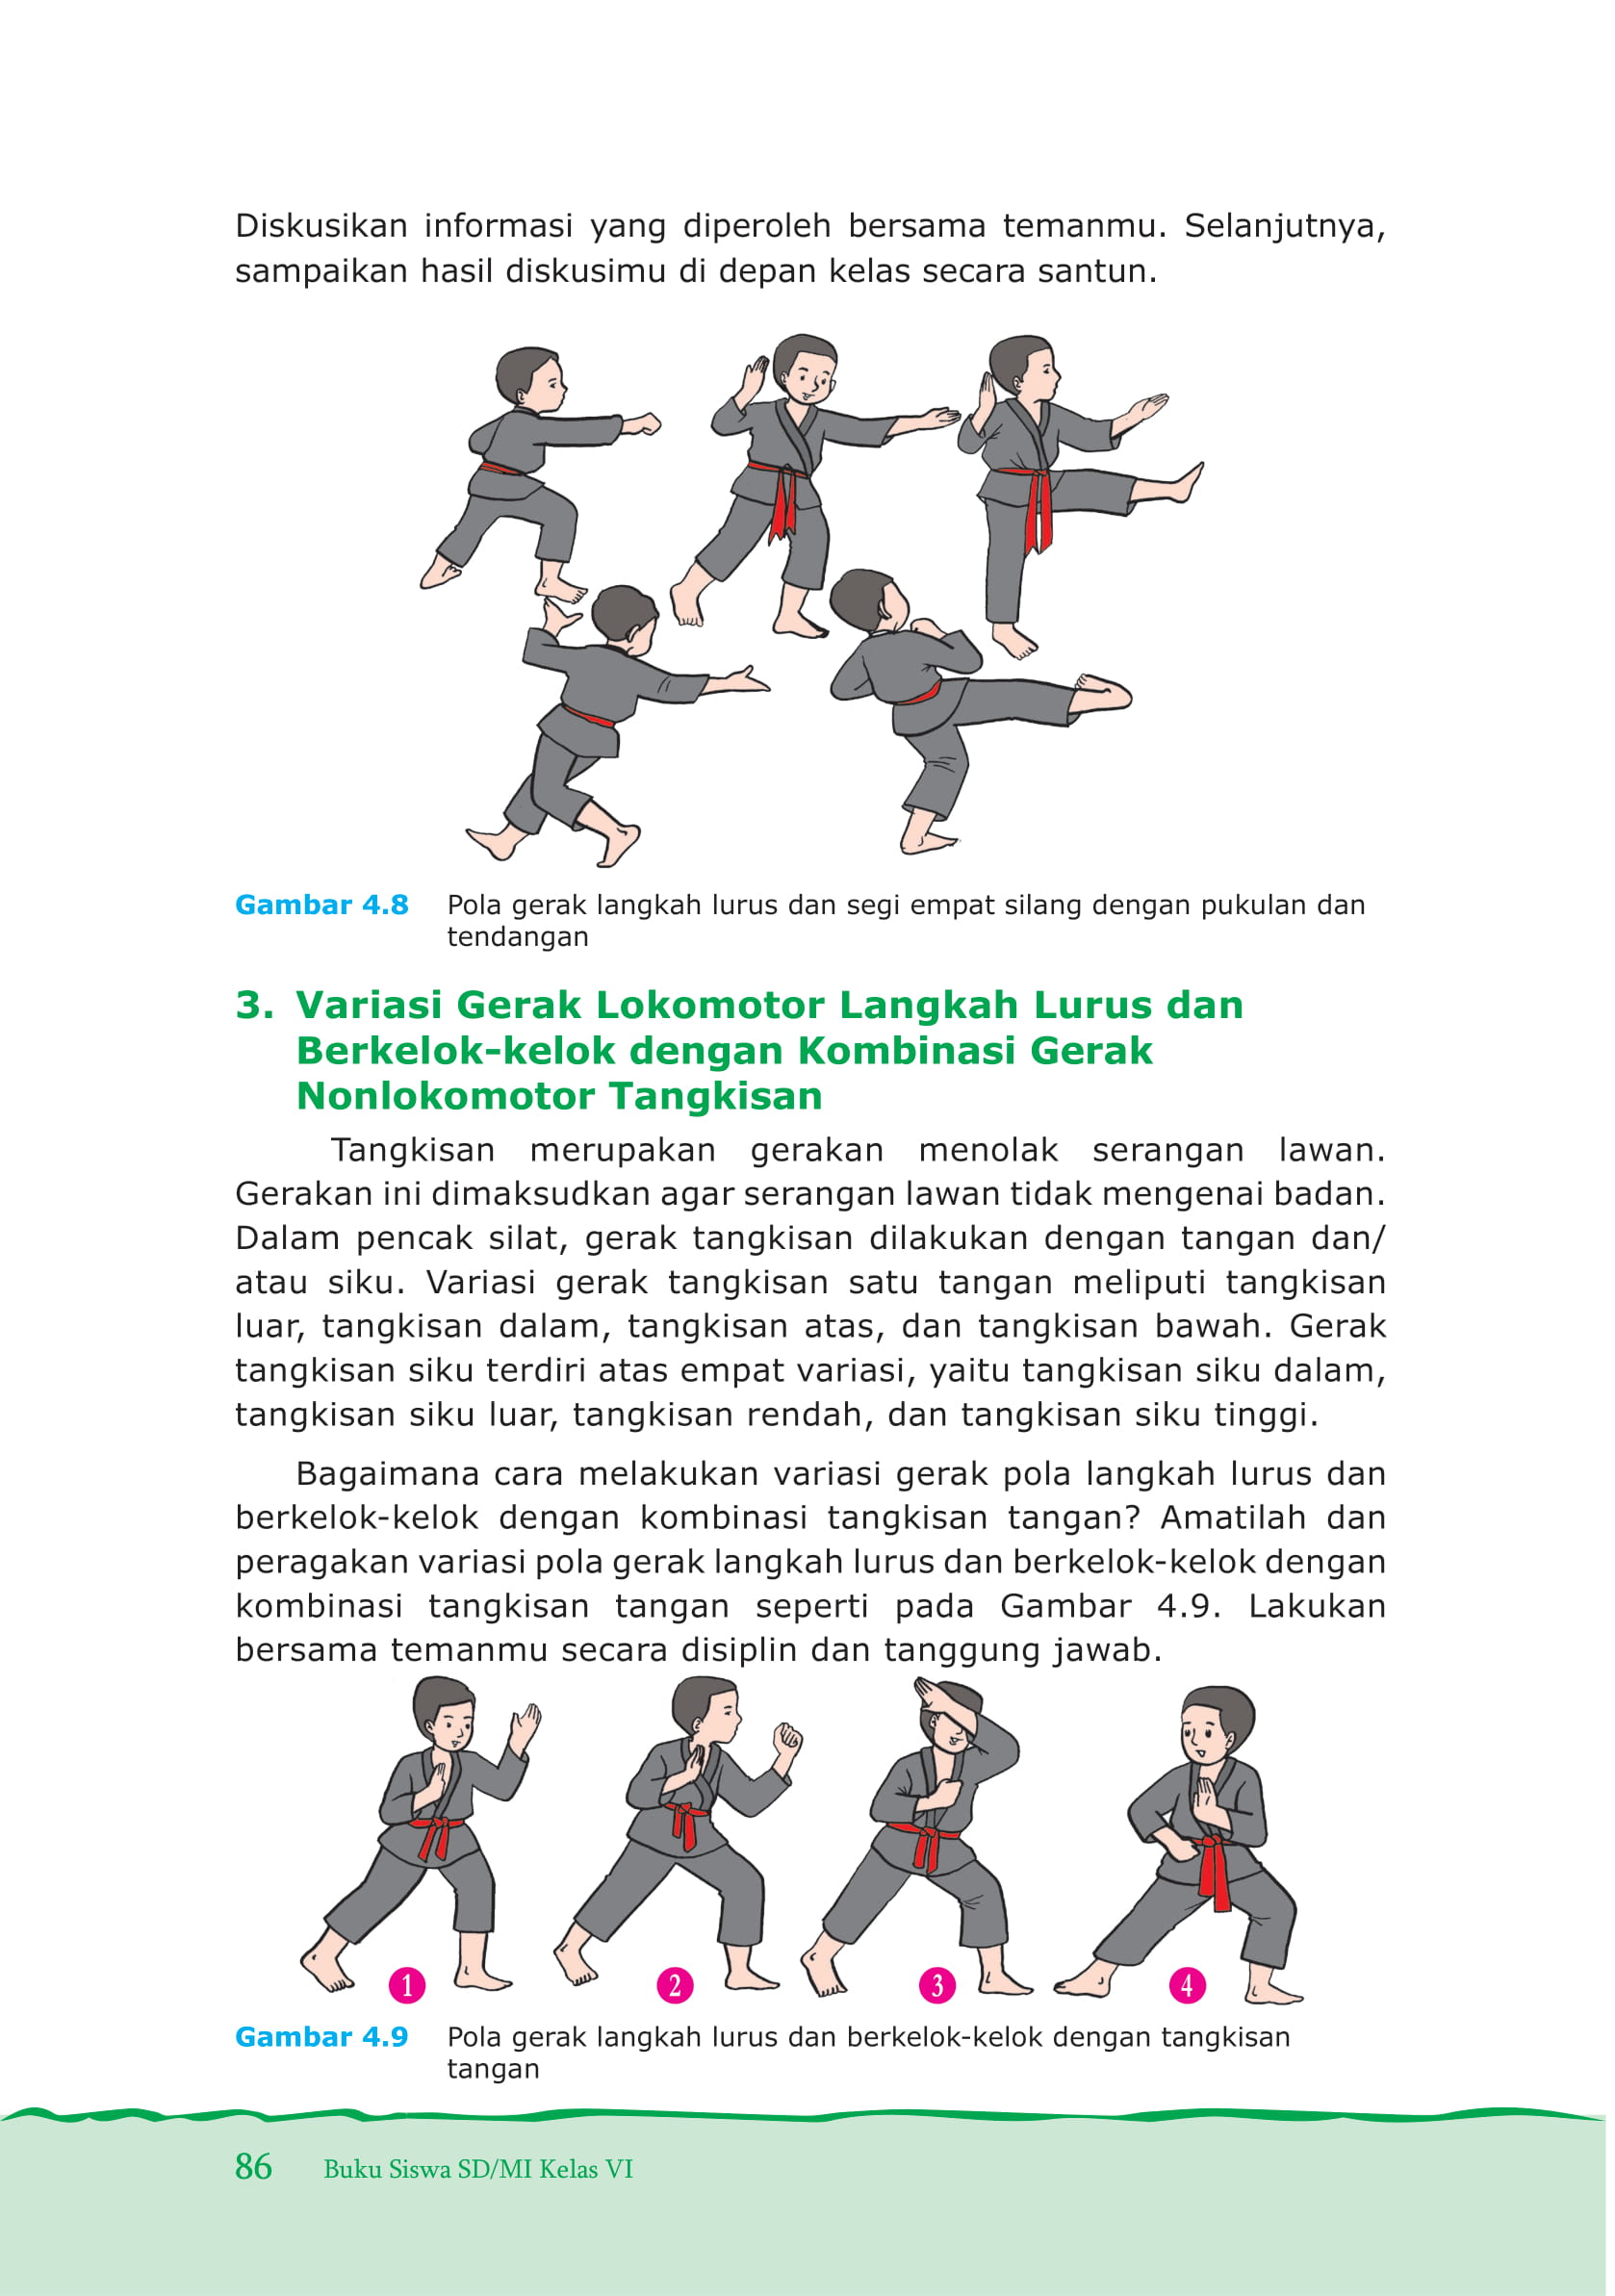 Diskusikan informasi yang diperoleh bersama temanmu. Selanjutnya,
sampaikan hasil diskusimu di depan kelas secara santun.
Gambar 4.8 Pola gerak langkah lurus dan segi empat silang dengan pukulan dan
tendangan
3. Variasi Gerak Lokomotor Langkah Lurus dan
Berkelok-kelok dengan Kombinasi Gerak
Nonlokomotor Tangkisan
Tangkisan merupakan gerakan menolak serangan lawan.
Gerakan ini dimaksudkan agar serangan lawan tidak mengenai badan.
Dalam pencak silat, gerak tangkisan dilakukan dengan tangan dan/
atau siku. Variasi gerak tangkisan satu tangan meliputi tangkisan
luar, tangkisan dalam, tangkisan atas, dan tangkisan bawah. Gerak
tangkisan siku terdiri atas empat variasi, yaitu tangkisan siku dalam,
tangkisan siku luar, tangkisan rendah, dan tangkisan siku tinggi.
Bagaimana cara melakukan variasi gerak pola langkah lurus dan
berkelok-kelok dengan kombinasi tangkisan tangan? Amatilah dan
peragakan variasi pola gerak langkah lurus dan berkelok-kelok dengan
kombinasi tangkisan tangan seperti pada Gambar 4.9. Lakukan
bersama temanmu secara disiplin dan tanggung jawab.
1 2 3 4
Gambar 4.9 Pola gerak langkah lurus dan berkelok-kelok dengan tangkisan
tangan
86 Buku Siswa SD/MI Kelas VI